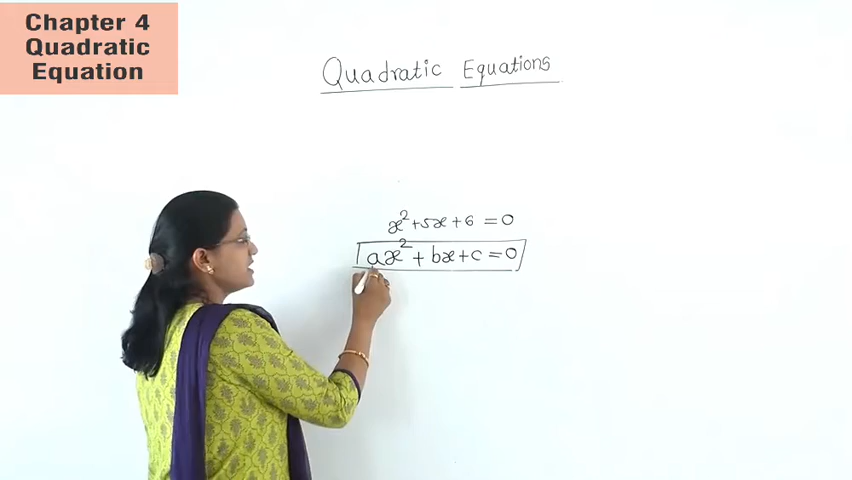 Chapter 4
Quadratic
Equation
Quadratic Equations
x²+5x+6 =0
ax²+bx+c=0